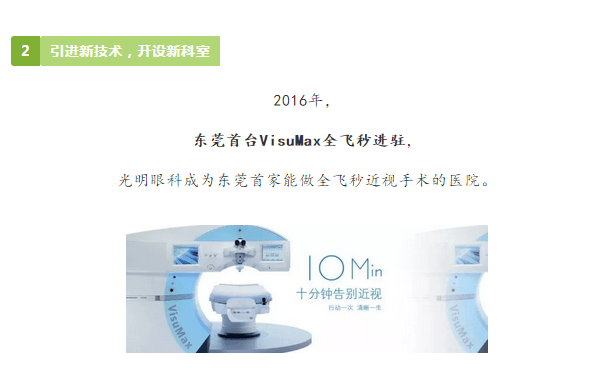 2 引进新技术，开设新科室
2016年，
东莞首台VisuMax全飞秒进驻，
光明眼科成为东莞首家能做全飞秒近视手术的医院。
10Min
十分钟告别近视
行动一次 清晰一生
VisuMax
VisuMax